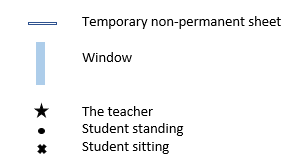 Temporary non-permanent sheet
Window
The teacher
Student standing
Student sitting